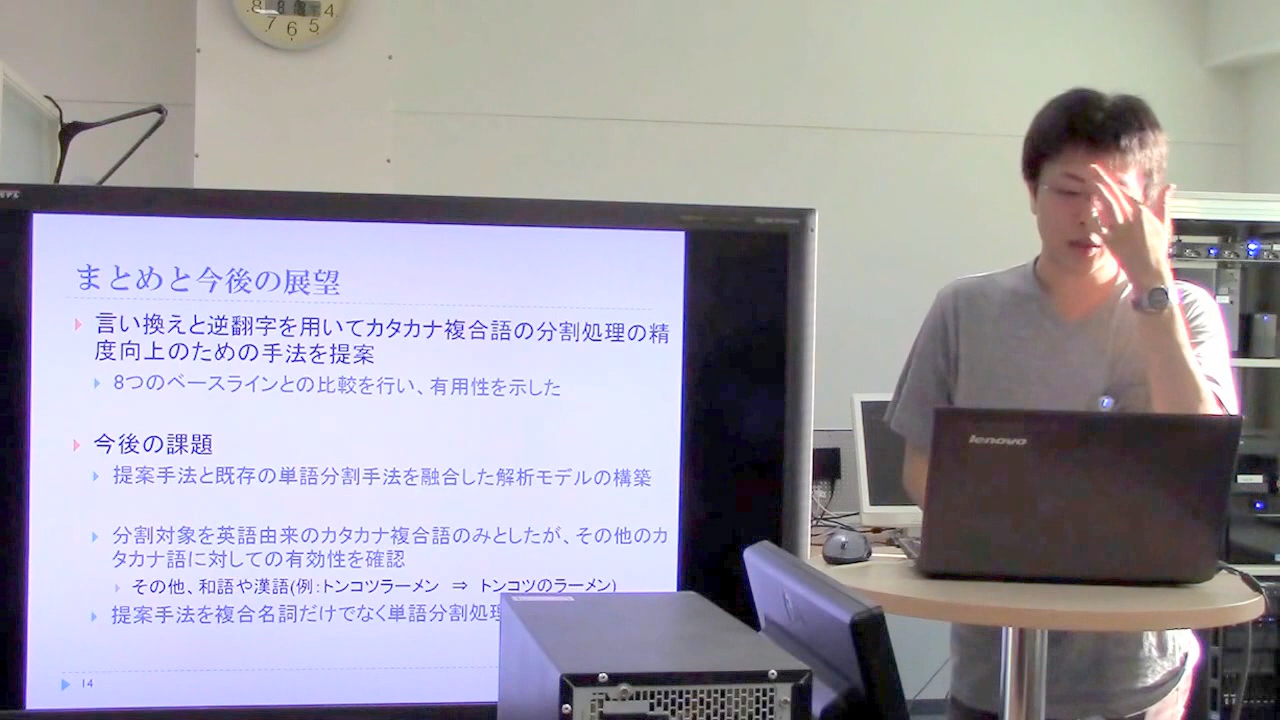 8 4
7 6 5
まとめと今後の展望
言い換えと逆翻字を用いてカタカナ複合語の分割処理の精
度向上のための手法を提案
8つのベースラインとの比較を行い、有用性を示した
今後の課題
提案手法と既存の単語分割手法を融合した解析モデルの構築
分割対象を英語由来のカタカナ複合語のみとしたが、その他のカ
タカナ語に対しての有効性を確認
その他、和語や漢語(例:トンコツラーメン ⇒ トンコツのラーメン)
提案手法を複合名詞だけでなく単語分割処理
14
lenovo